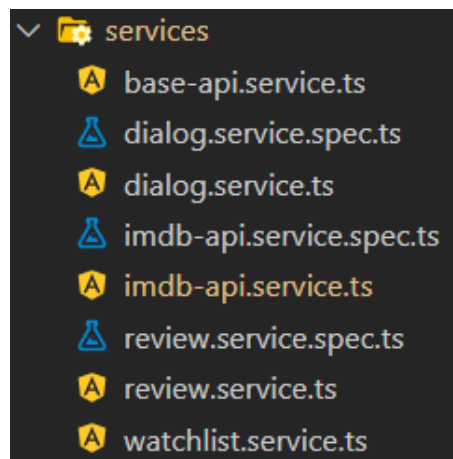 services
base-api.service.ts
dialog.service.spec.ts
dialog.service.ts
imdb-api.service.spec.ts
imdb-api.service.ts
review.service.spec.ts
review.service.ts
watchlist.service.ts